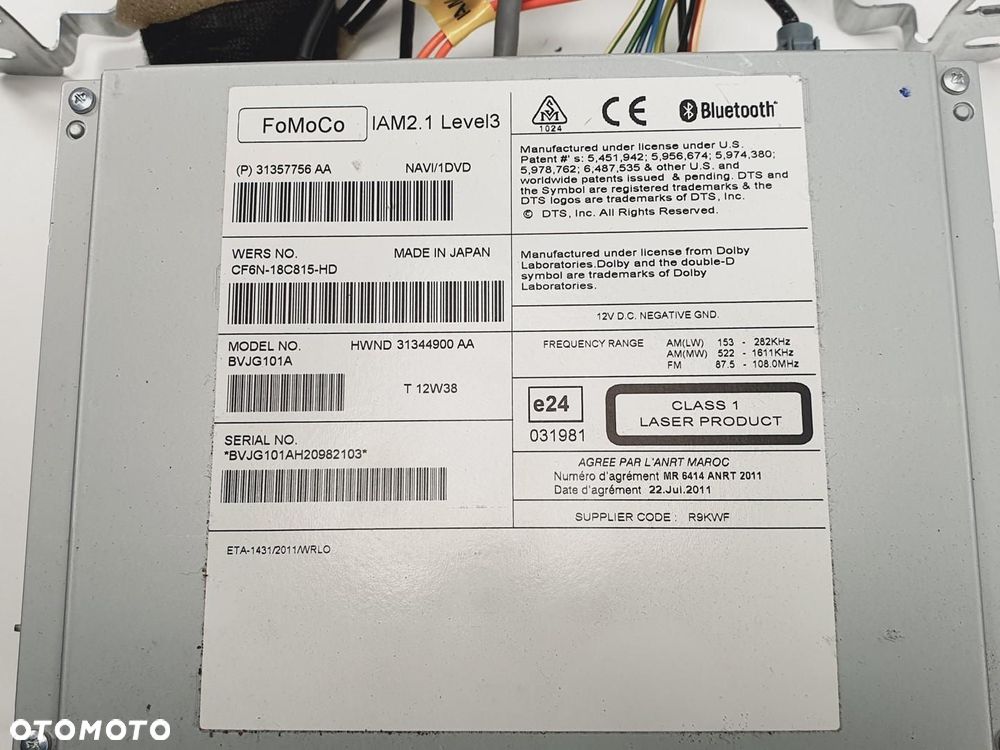 FoMoCo
IAM2.1 Level3
(P) 31357756 AA
NAVI/1DVD
WERS NO.
MADE IN JAPAN
CF6N-18C815-HD
MODEL NO.
HWND 31344900 AA
BVJG101A
T 12W38
SERIAL NO.
*BVJG101AH20982103*
ETA-1431/2011/WRLO
SM
1024
CE
Bluetooth
Manufactured under license under U.S.
Patent #' s: 5,451,942; 5,956,674; 5,974,380;
5,978,762; 6,487,535 & other U.S. and
worldwide patents issued & pending. DTS and
the Symbol are registered trademarks & the
DTS logos are trademarks of DTS, Inc.
© DTS, Inc. All Rights Reserved.
Manufactured under license from Dolby
Laboratories.Dolby and the double-D
symbol are trademarks of Dolby
Laboratories.
12V D.C. NEGATIVE GND.
FREQUENCY RANGE AM(LW) 153 - 282KHz
AM(MW) 522 - 1611KHz
FM 87.5 - 108.0MHz
e24
031981
CLASS 1
LASER PRODUCT
AGREE PAR L'ANRT MAROC
Numéro d'agrément MR 6414 ANRT 2011
Date d'agrément 22.Jul.2011
SUPPLIER CODE : R9KWF
OTOMOTO